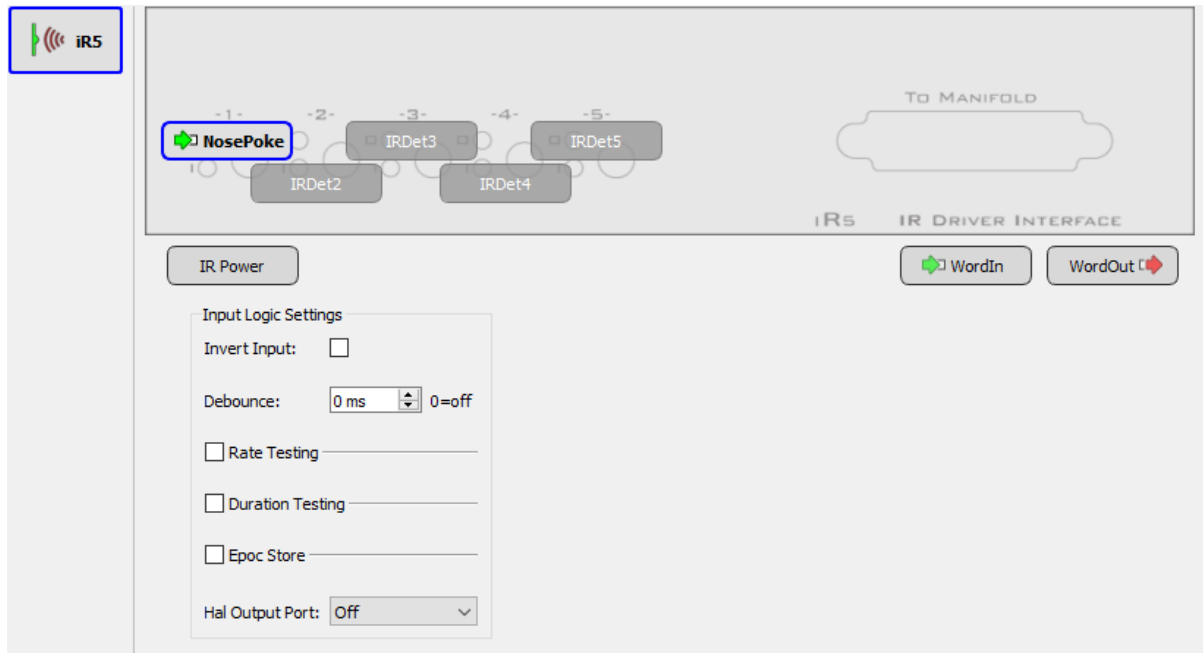 iR5
To Manifold
-1- -2- -3- -4- -5-
NosePoke IRDet3 IRDet5
IRDet2 IRDet4
iR5 IR Driver Interface
IR Power WordIn WordOut
Input Logic Settings
Invert Input:
Debounce: 0 ms 0=off
Rate Testing
Duration Testing
Epoc Store
Hal Output Port: Off